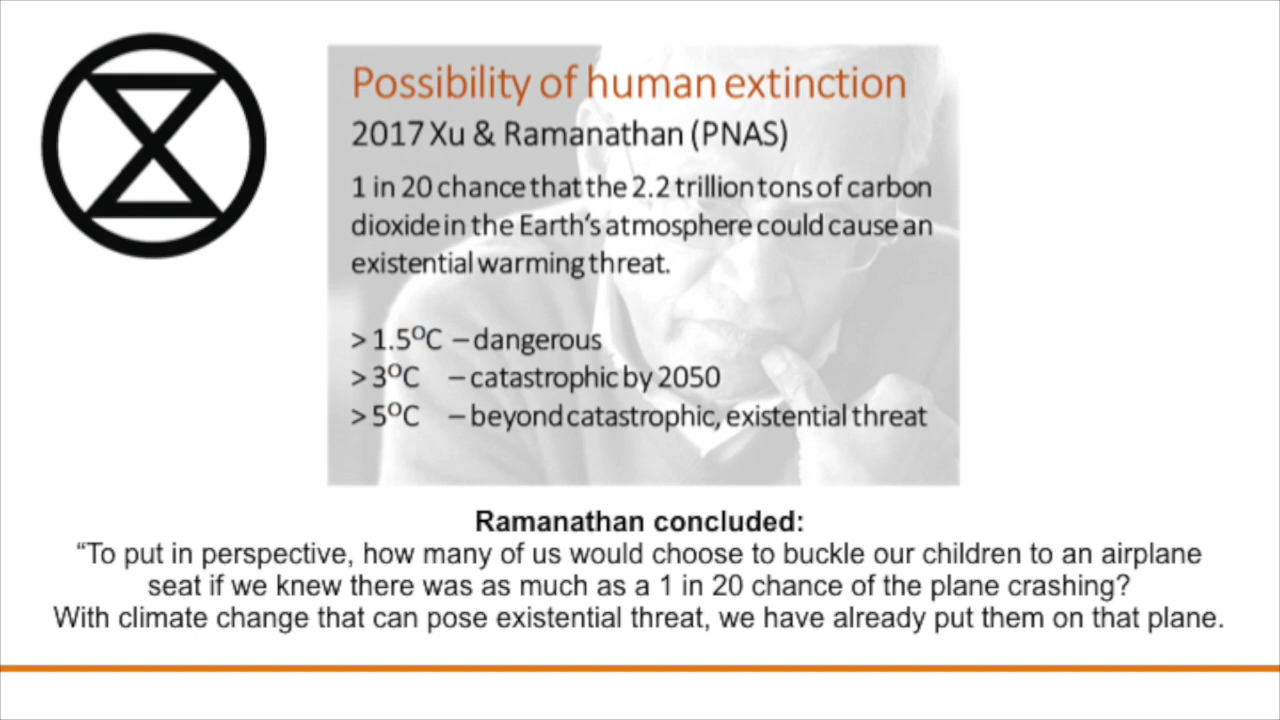 Possibility of human extinction
2017 Xu & Ramanathan (PNAS)
1 in 20 chance that the 2.2 trillion tons of carbon
dioxide in the Earth's atmosphere could cause an
existential warming threat.
> 1.5ºC – dangerous
> 3ºC – catastrophic by 2050
> 5ºC – beyond catastrophic, existential threat
Ramanathan concluded:
“To put in perspective, how many of us would choose to buckle our children to an airplane
seat if we knew there was as much as a 1 in 20 chance of the plane crashing?
With climate change that can pose existential threat, we have already put them on that plane.